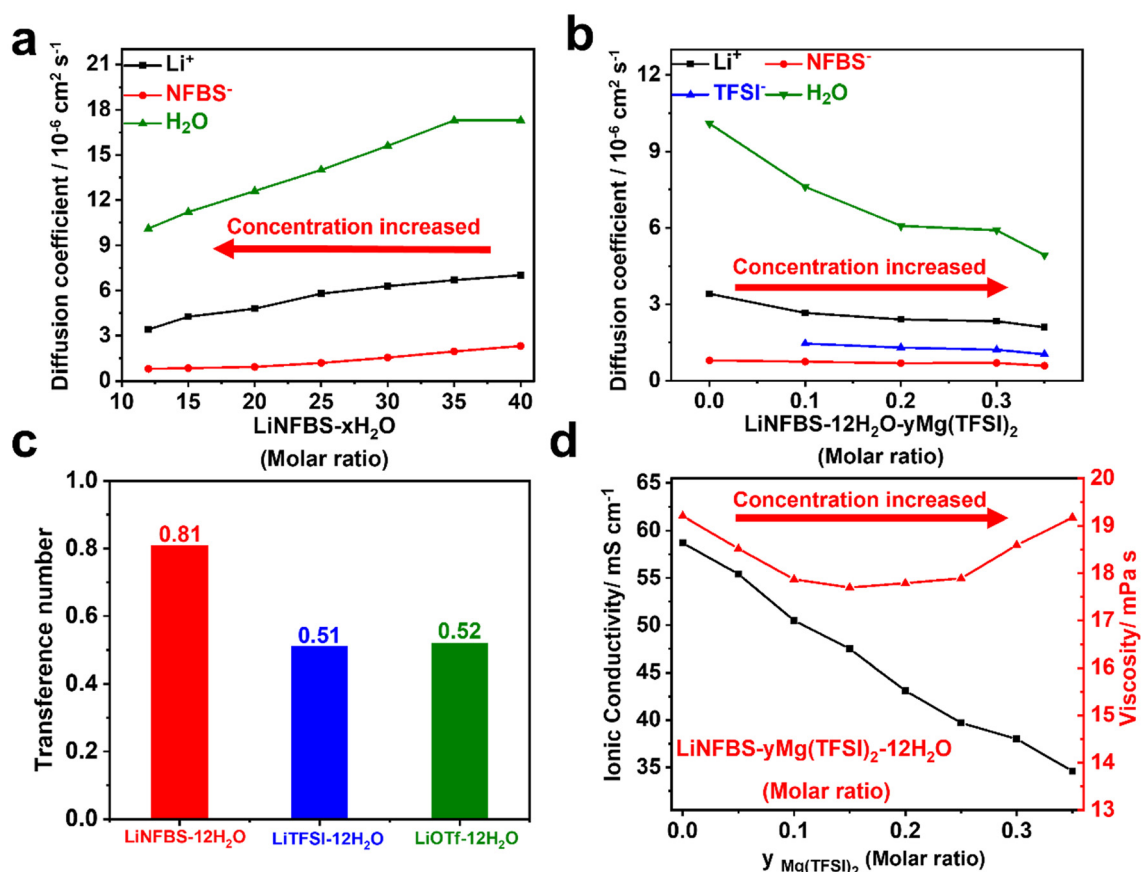 a
Li⁺
NFBS⁻
H₂O
Concentration increased
Diffusion coefficient / 10⁻⁶ cm² s⁻¹
21
18
15
12
9
6
3
0
10 15 20 25 30 35 40
LiNFBS-xH₂O
(Molar ratio)
b
Li⁺ NFBS⁻
TFSI⁻ H₂O
Concentration increased
Diffusion coefficient / 10⁻⁶ cm² s⁻¹
12
9
6
3
0
0.0 0.1 0.2 0.3
LiNFBS-12H₂O-yMg(TFSI)₂
(Molar ratio)
c
Transference number
1.0
0.8
0.6
0.4
0.2
0.0
0.81
0.51
0.52
LiNFBS-12H₂O LiTFSI-12H₂O LiOTf-12H₂O
d
Concentration increased
Ionic Conductivity/ mS cm⁻¹
65
60
55
50
45
40
35
Viscosity/ mPa s
20
19
18
17
16
15
14
13
LiNFBS-yMg(TFSI)₂-12H₂O
(Molar ratio)
0.0 0.1 0.2 0.3
y Mg(TFSI)₂ (Molar ratio)